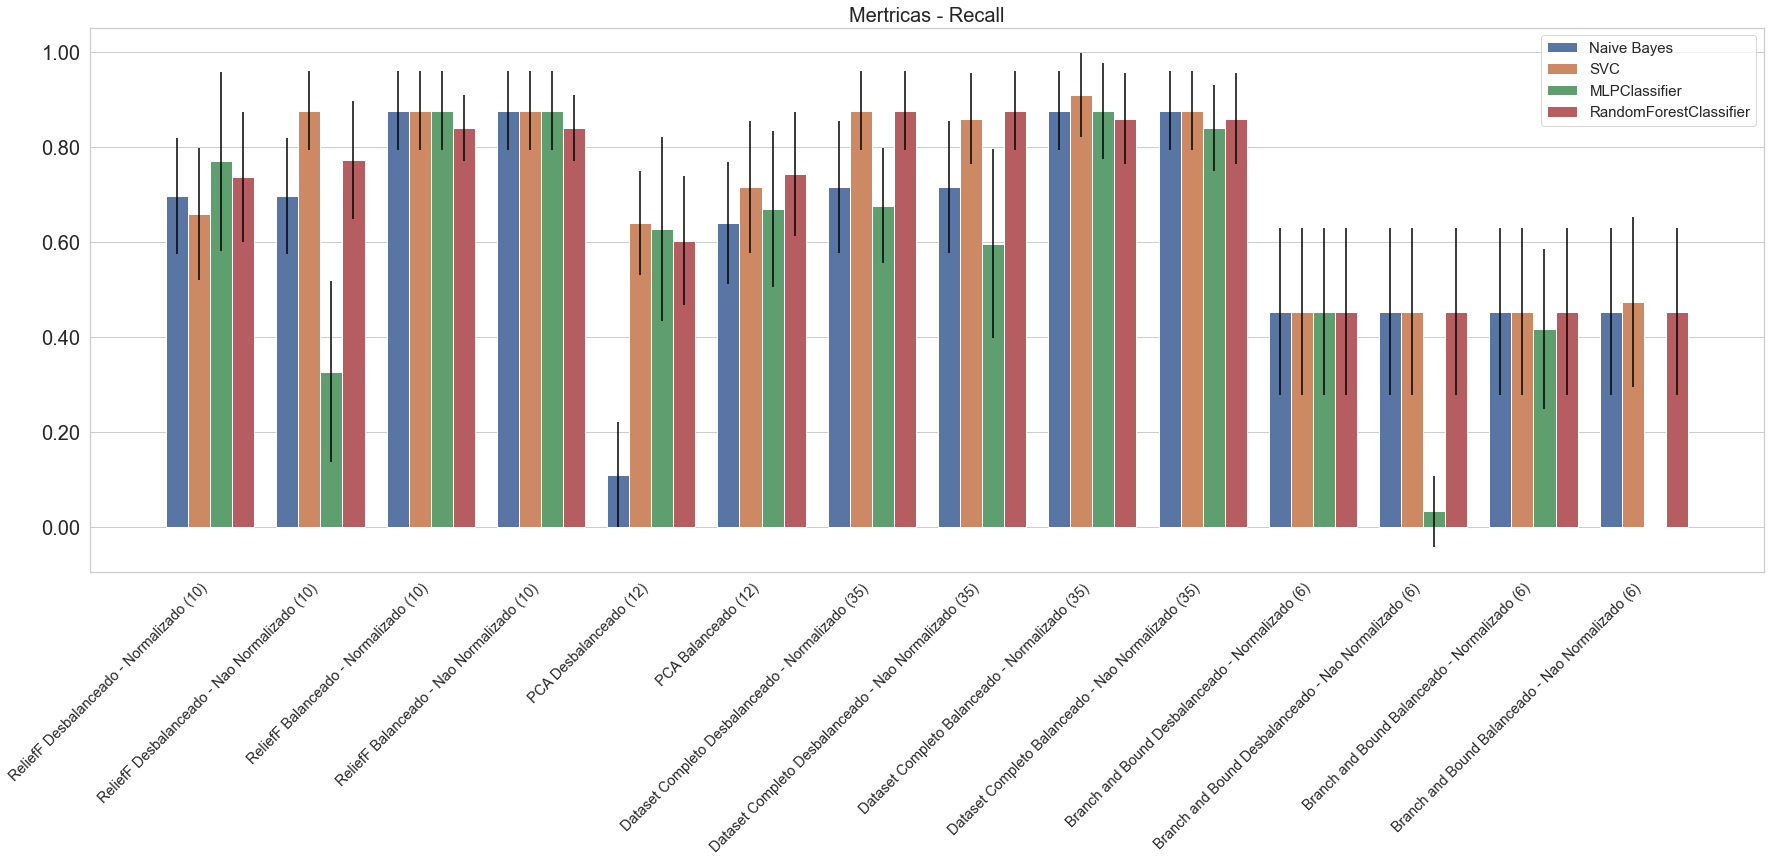 Mertricas - Recall
Naive Bayes
SVC
MLPClassifier
RandomForestClassifier
1.00
0.80
0.60
0.40
0.20
0.00
ReliefF Desbalanceado - Normalizado (10)
ReliefF Desbalanceado - Nao Normalizado (10)
ReliefF Balanceado - Normalizado (10)
ReliefF Balanceado - Nao Normalizado (10)
PCA Desbalanceado (12)
PCA Balanceado (12)
Dataset Completo Desbalanceado - Normalizado (35)
Dataset Completo Desbalanceado - Nao Normalizado (35)
Dataset Completo Balanceado - Normalizado (35)
Dataset Completo Balanceado - Nao Normalizado (35)
Branch and Bound Desbalanceado - Normalizado (6)
Branch and Bound Desbalanceado - Nao Normalizado (6)
Branch and Bound Balanceado - Normalizado (6)
Branch and Bound Balanceado - Nao Normalizado (6)